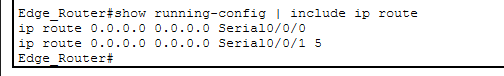 Edge_Router#show running-config | include ip route
ip route 0.0.0.0 0.0.0.0 Serial0/0/0
ip route 0.0.0.0 0.0.0.0 Serial0/0/1 5
Edge_Router#